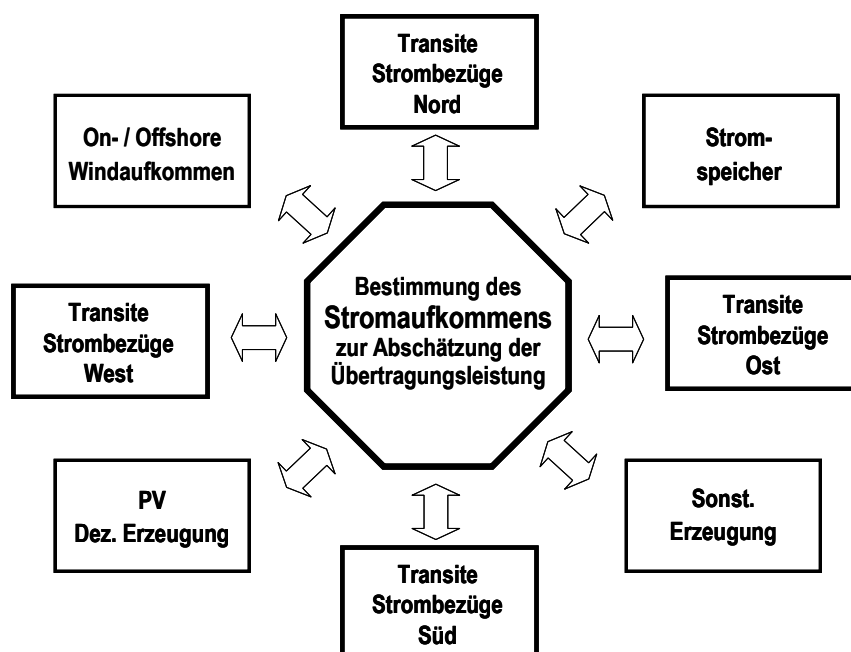 Transite
Strombezüge
Nord
On- / Offshore
Windaufkommen
Strom-
speicher
Bestimmung des
Stromaufkommens
zur Abschätzung der
Übertragungsleistung
Transite
Strombezüge
West
Transite
Strombezüge
Ost
PV
Dez. Erzeugung
Sonst.
Erzeugung
Transite
Strombezüge
Süd